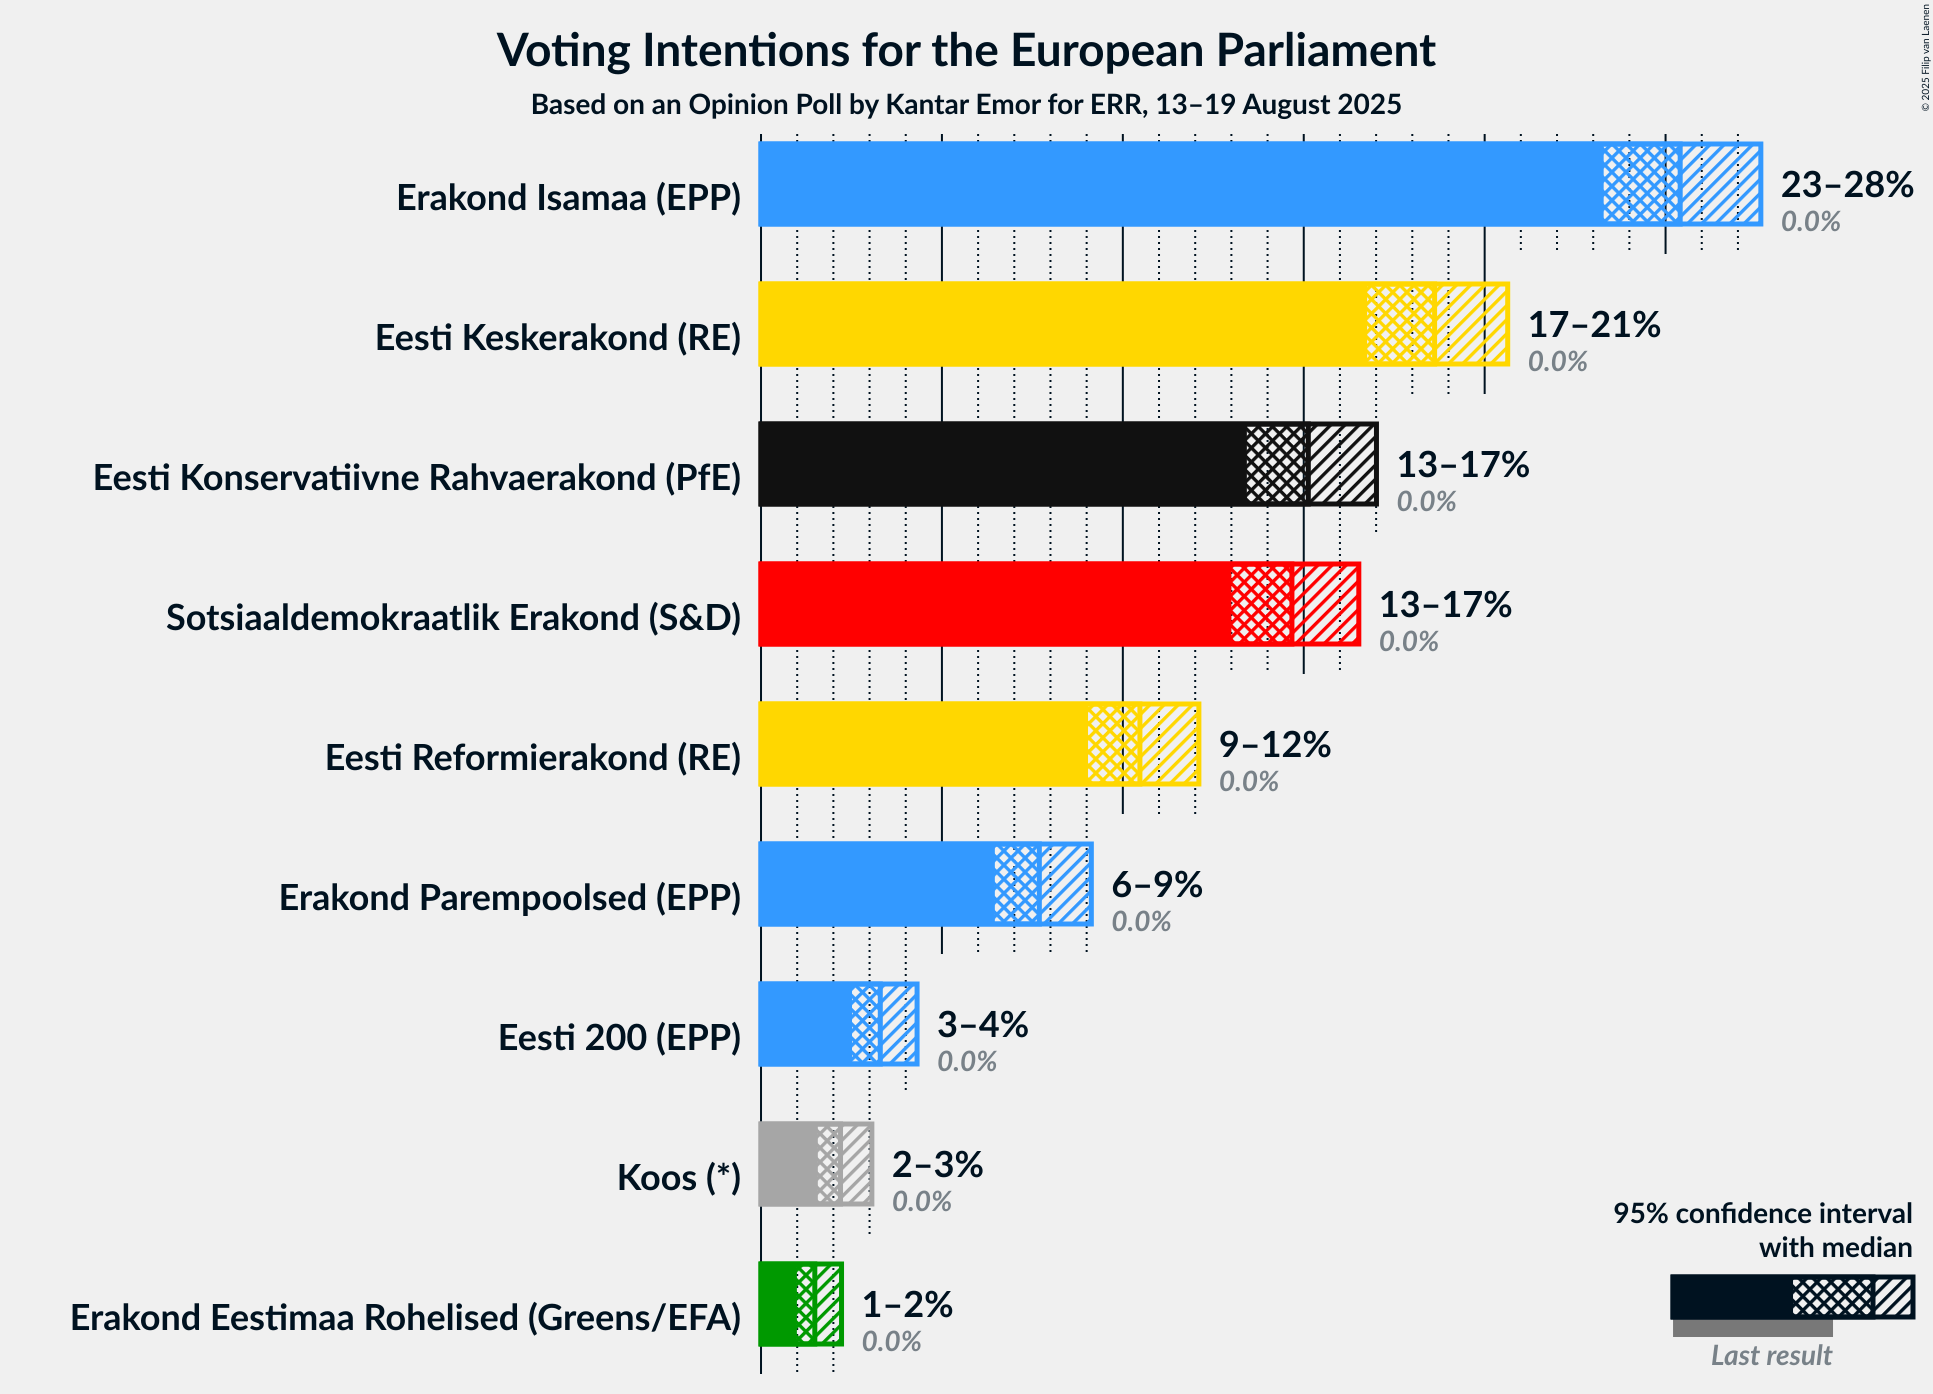 Voting Intentions for the European Parliament
Based on an Opinion Poll by Kantar Emor for ERR, 13–19 August 2025
© 2025 Filip van Laenen
Erakond Isamaa (EPP)
23–28%
0.0%
Eesti Keskerakond (RE)
17–21%
0.0%
Eesti Konservatiivne Rahvaerakond (PfE)
13–17%
0.0%
Sotsiaaldemokraatlik Erakond (S&D)
13–17%
0.0%
Eesti Reformierakond (RE)
9–12%
0.0%
Erakond Parempoolsed (EPP)
6–9%
0.0%
Eesti 200 (EPP)
3–4%
0.0%
Koos (*)
2–3%
0.0%
Erakond Eestimaa Rohelised (Greens/EFA)
1–2%
0.0%
95% confidence interval
with median
Last result